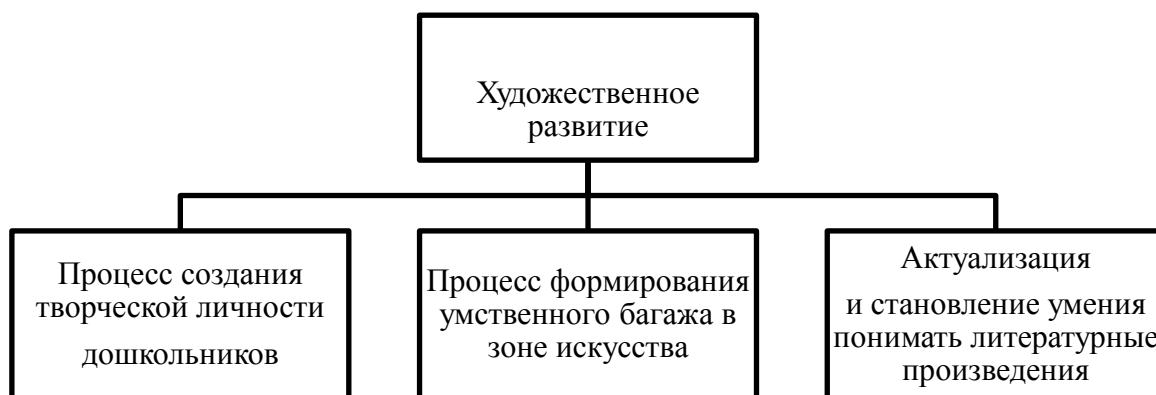 Художественное
развитие
Процесс создания
творческой личности
дошкольников
Процесс формирования
умственного багажа в
зоне искусства
Актуализация
и становление умения
понимать литературные
произведения